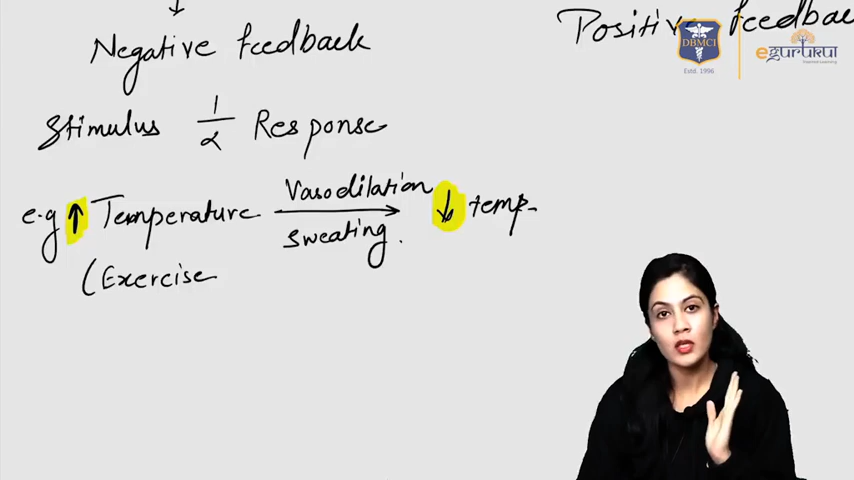 Negative feedback
Positive feedbac
DBMCI
Estd. 1996
eGurukul
Stimulus 1/α Response
e.g ↑ Temperature Vasodilation → sweating. ↓ temp.
(Exercise